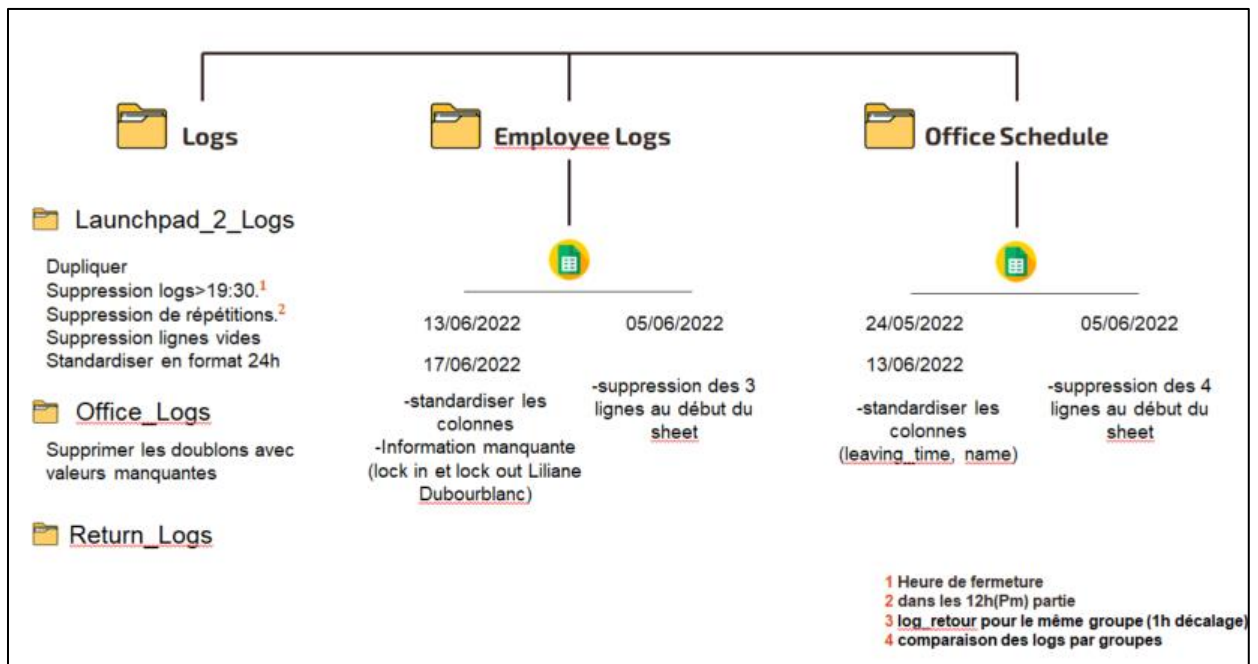 Logs
Employee Logs
Office Schedule
Launchpad_2_Logs
Dupliquer
Suppression logs>19:30.1
Suppression de répétitions.2
Suppression lignes vides
Standardiser en format 24h
Office_Logs
Supprimer les doublons avec
valeurs manquantes
Return_Logs
13/06/2022
17/06/2022
-standardiser les
colonnes
-Information manquante
(lock in et lock out Liliane
Dubourblanc)
05/06/2022
-suppression des 3
lignes au début du
sheet
24/05/2022
13/06/2022
-standardiser les
colonnes
(leaving_time, name)
05/06/2022
-suppression des 4
lignes au début du
sheet
1 Heure de fermeture
2 dans les 12h(Pm) partie
3 log_retour pour le même groupe (1h décalage)
4 comparaison des logs par groupes